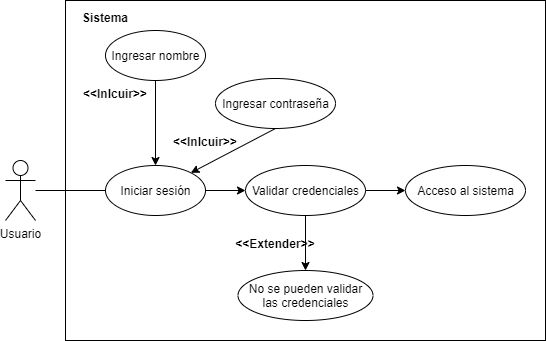 Sistema
Ingresar nombre
<<Inlcuir>>
Ingresar contraseña
<<Inlcuir>>
Usuario
Iniciar sesión
Validar credenciales
Acceso al sistema
<<Extender>>
No se pueden validar
las credenciales